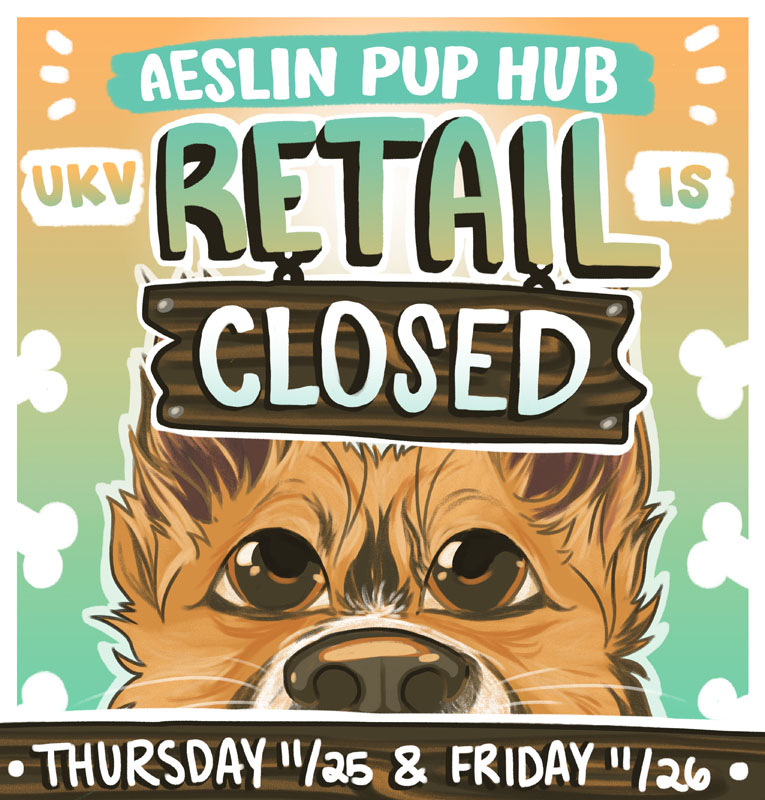 AESLIN PUP HUB
UKV RETAIL IS
CLOSED
• THURSDAY 11/25 & FRIDAY 11/26 •